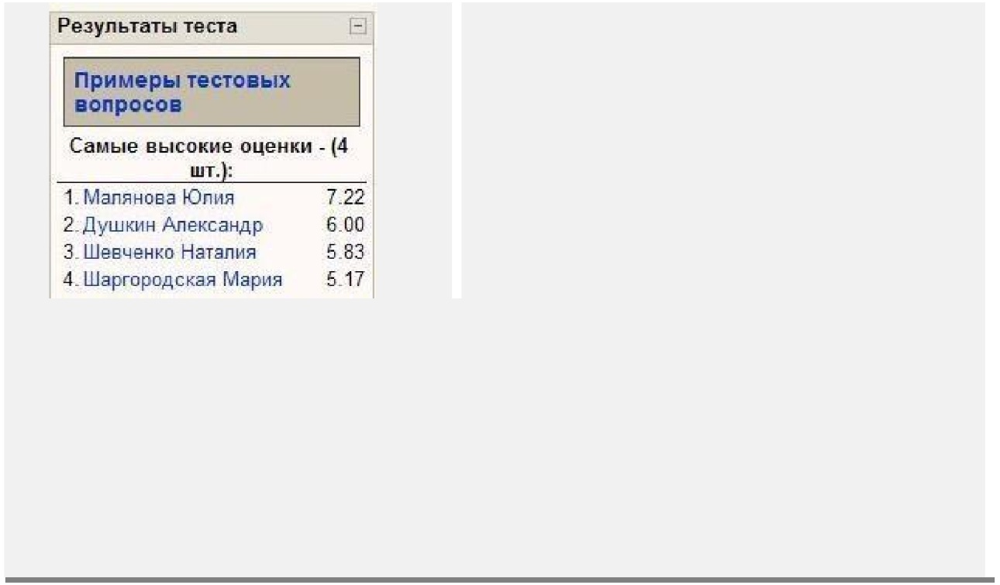 Результаты теста
Примеры тестовых
вопросов
Самые высокие оценки - (4
шт.):
1. Малянова Юлия 7.22
2. Душкин Александр 6.00
3. Шевченко Наталия 5.83
4. Шаргородская Мария 5.17